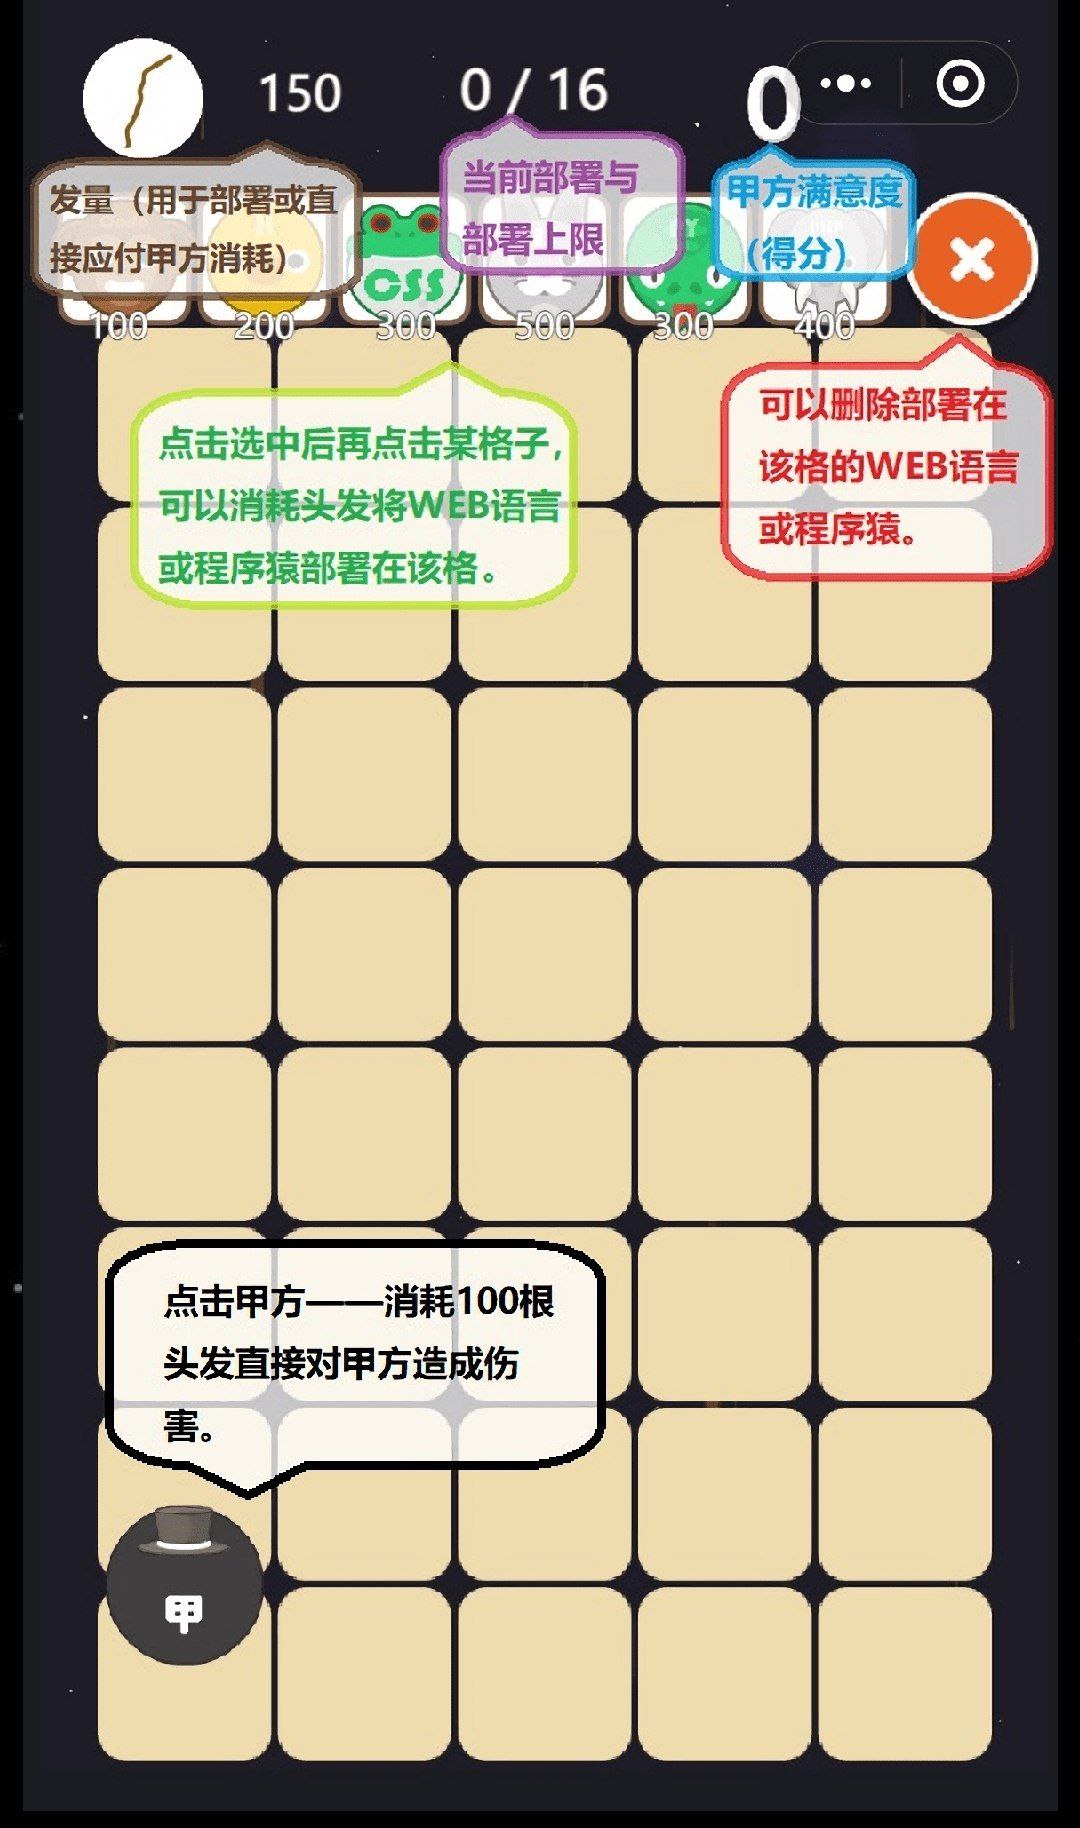 150
0 / 16
0
发量（用于部署或直
接应付甲方消耗）
当前部署与
部署上限
甲方满意度
（得分）
CSS
100
200
300
500
300
400
点击选中后再点击某格子，
可以消耗头发将WEB语言
或程序猿部署在该格。
可以删除部署在
该格的WEB语言
或程序猿。
点击甲方——消耗100根
头发直接对甲方造成伤
害。
甲